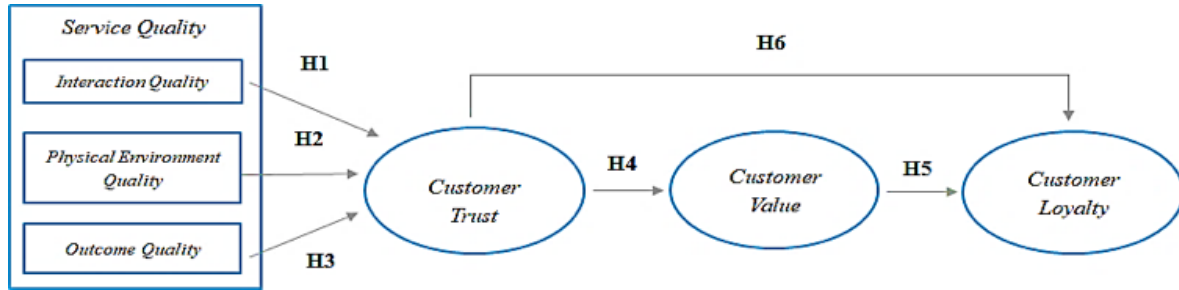 Service Quality
Interaction Quality
Physical Environment
Quality
Outcome Quality
H1
H2
H3
Customer
Trust
H4
Customer
Value
H5
Customer
Loyalty
H6